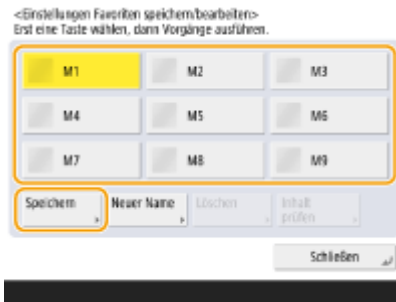 <Einstellungen Favoriten speichern/bearbeiten>
Erst eine Taste wählen, dann Vorgänge ausführen.
M1 M2 M3
M4 M5 M6
M7 M8 M9
Speichern Neuer Name Löschen Inhalt
prüfen
Schließen